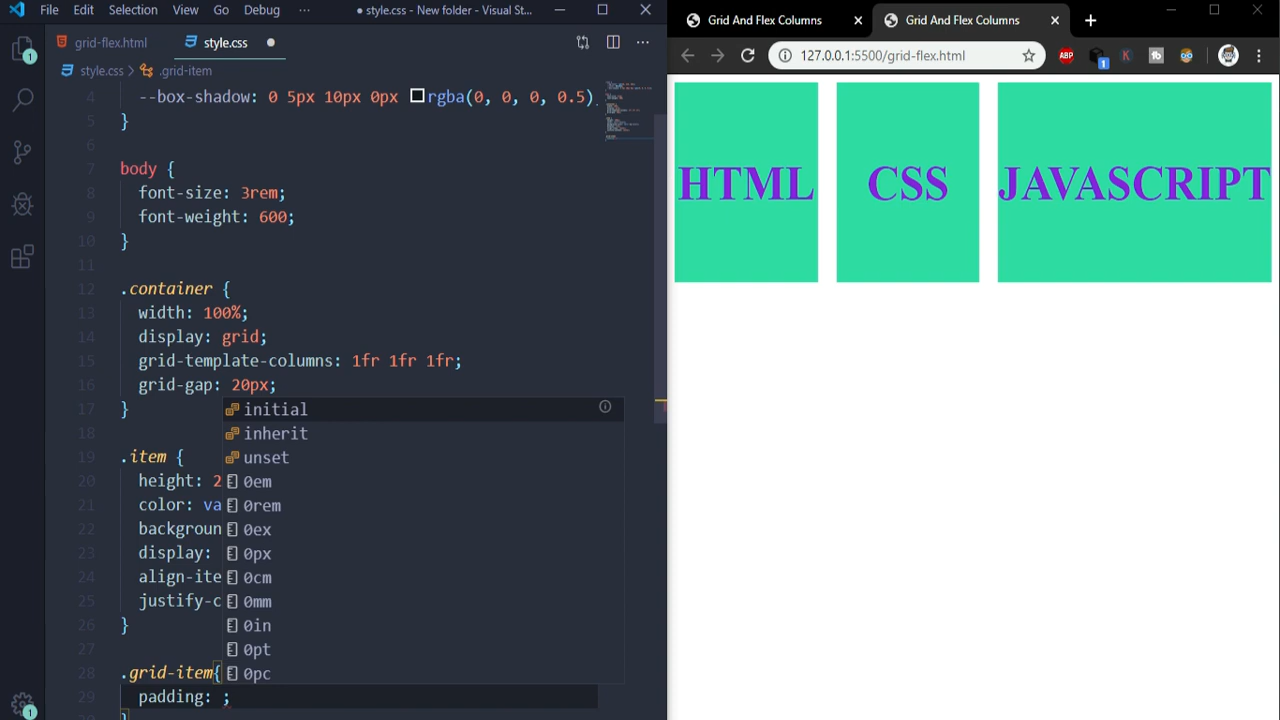 File Edit Selection View Go Debug ··· ● style.css - New folder - Visual St...
grid-flex.html style.css ●
style.css > .grid-item
4 --box-shadow: 0 5px 10px 0px rgba(0, 0, 0, 0.5)
5 }
6
7 body {
8 font-size: 3rem;
9 font-weight: 600;
10 }
11
12 .container {
13 width: 100%;
14 display: grid;
15 grid-template-columns: 1fr 1fr 1fr;
16 grid-gap: 20px;
17 }
18
19 .item {
20 height: 2
21 color: va
22 backgroun
23 display:
24 align-ite
25 justify-c
26 }
27
28 .grid-item{
29 padding: ;
initial
inherit
unset
0em
0rem
0ex
0px
0cm
0mm
0in
0pt
0pc
1
1
Grid And Flex Columns
Grid And Flex Columns
127.0.0.1:5500/grid-flex.html
ABP
1
K
HTML
CSS
JAVASCRIPT